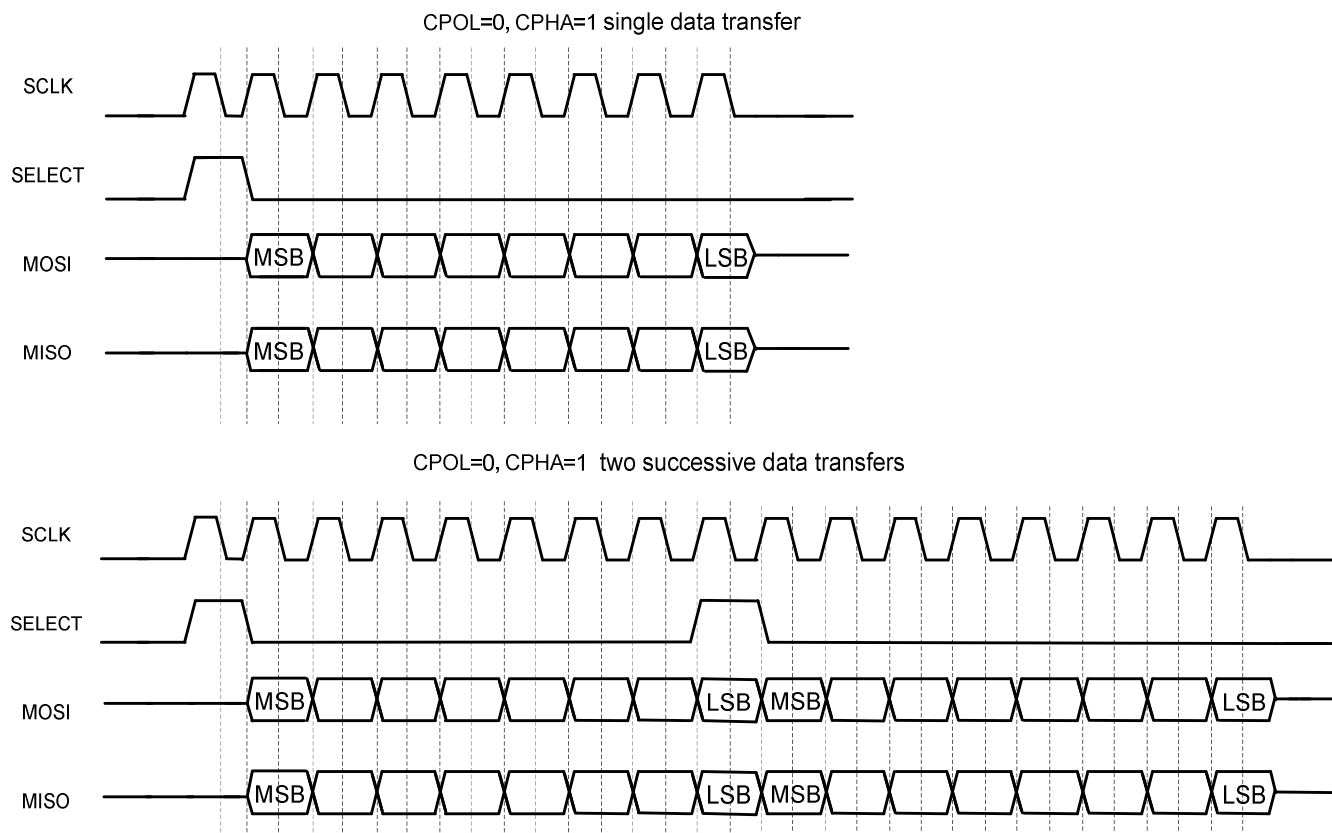 CPOL=0, CPHA=1 single data transfer
SCLK
SELECT
MOSI
MSB
LSB
MISO
MSB
LSB
CPOL=0, CPHA=1 two successive data transfers
SCLK
SELECT
MOSI
MSB
LSB
MSB
LSB
MISO
MSB
LSB
MSB
LSB